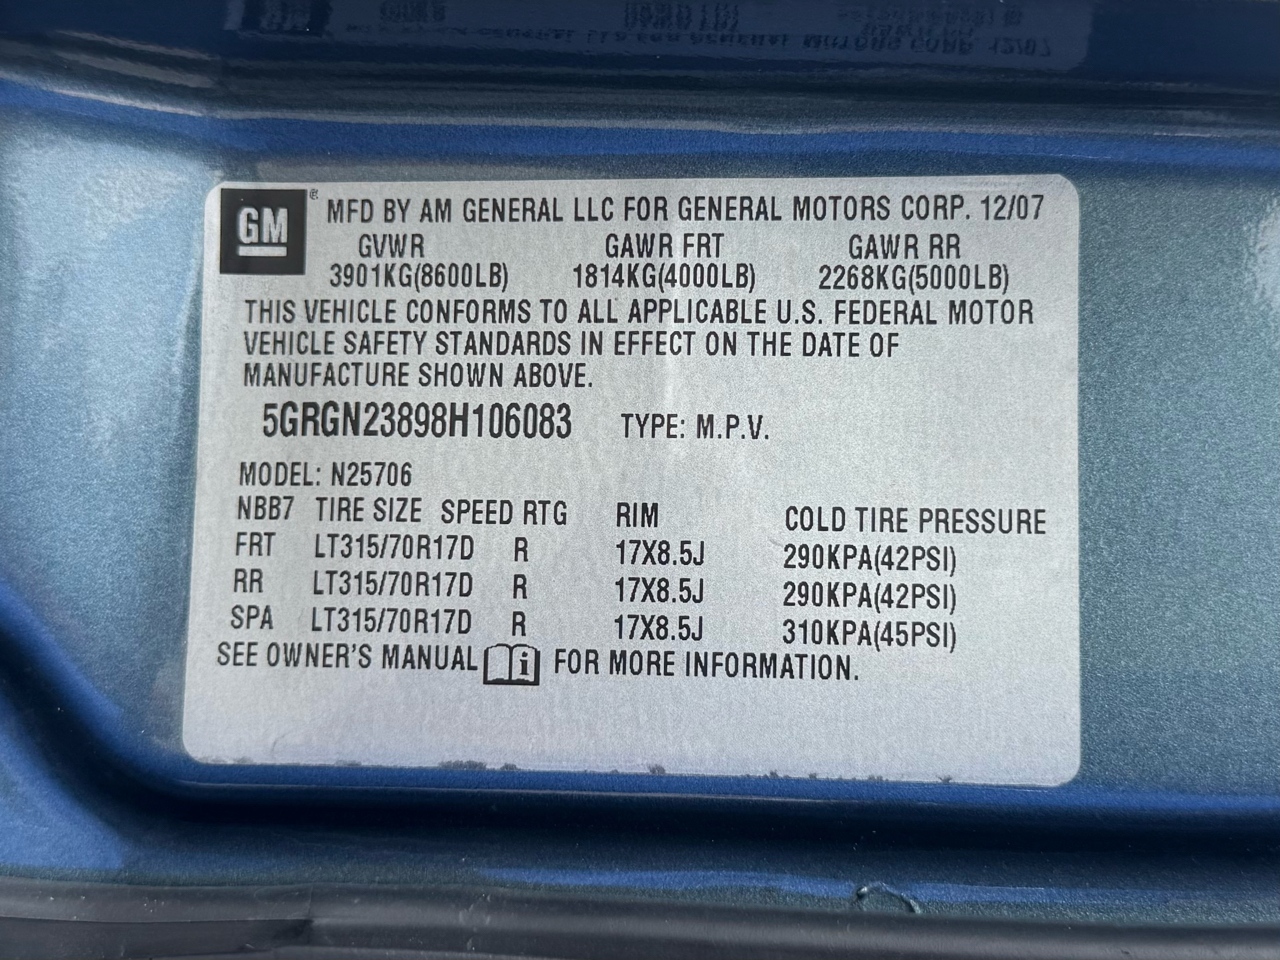 GM ® MFD BY AM GENERAL LLC FOR GENERAL MOTORS CORP. 12/07
GVWR GAWR FRT GAWR RR
3901KG(8600LB) 1814KG(4000LB) 2268KG(5000LB)
THIS VEHICLE CONFORMS TO ALL APPLICABLE U.S. FEDERAL MOTOR
VEHICLE SAFETY STANDARDS IN EFFECT ON THE DATE OF
MANUFACTURE SHOWN ABOVE.
5GRGN23898H106083 TYPE: M.P.V.
MODEL: N25706
NBB7 TIRE SIZE SPEED RTG RIM COLD TIRE PRESSURE
FRT LT315/70R17D R 17X8.5J 290KPA(42PSI)
RR LT315/70R17D R 17X8.5J 290KPA(42PSI)
SPA LT315/70R17D R 17X8.5J 310KPA(45PSI)
SEE OWNER'S MANUAL i FOR MORE INFORMATION.